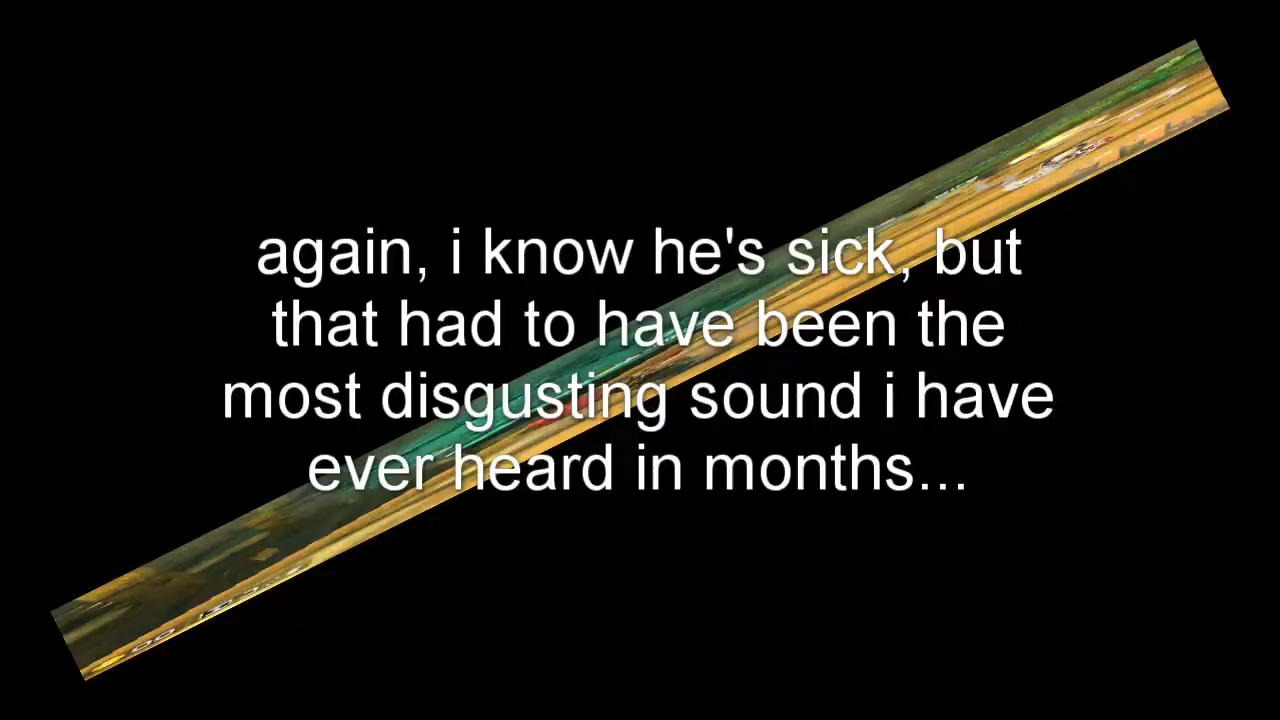 again, i know he's sick, but
that had to have been the
most disgusting sound i have
ever heard in months...